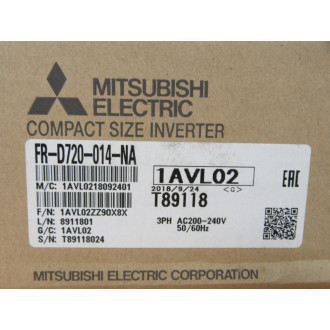 MITSUBISHI
ELECTRIC
COMPACT SIZE INVERTER
FR-D720-014-NA
M/C: 1AVL0218092401
1AVL02
2018/9/24 <G>
T89118
EAC
F/N: 1AVL02ZZ90X8X
L/N: 8911801
G/C: 1AVL02
S/N: T89118024
3PH AC200-240V
50/60Hz
MITSUBISHI ELECTRIC CORPORATION